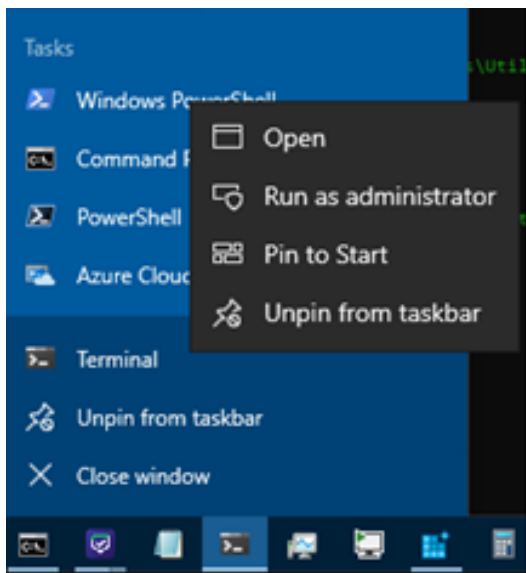 Tasks
Windows PowerShell
Command
PowerShell
Azure
Open
Run as administrator
Pin to Start
Unpin from taskbar
Terminal
Unpin from taskbar
Close window